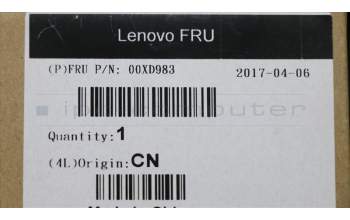 Lenovo FRU
(P)FRU P/N: 00XD983 2017-04-06
Quantity:1
(4L)Origin:CN